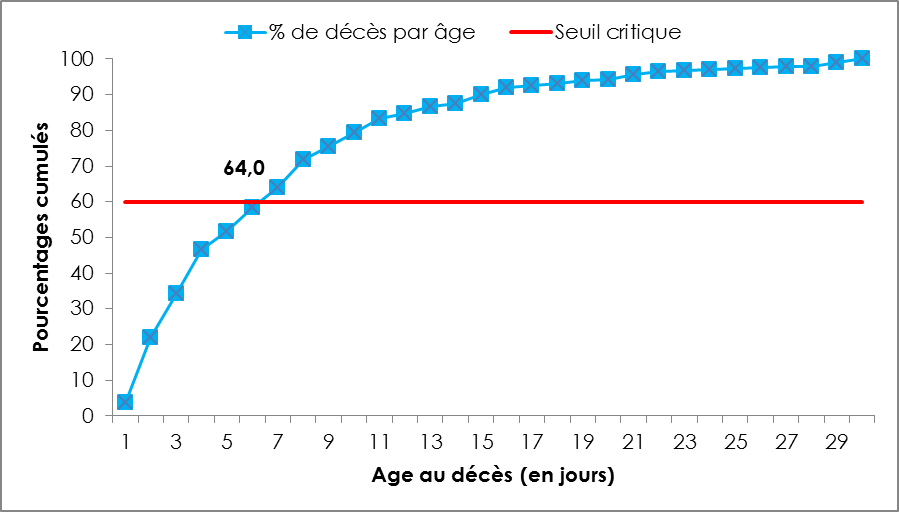 % de décès par âge
Seuil critique
100
90
80
70
60
50
40
30
20
10
0
64,0
Pourcentages cumulés
1 3 5 7 9 11 13 15 17 19 21 23 25 27 29
Age au décès (en jours)